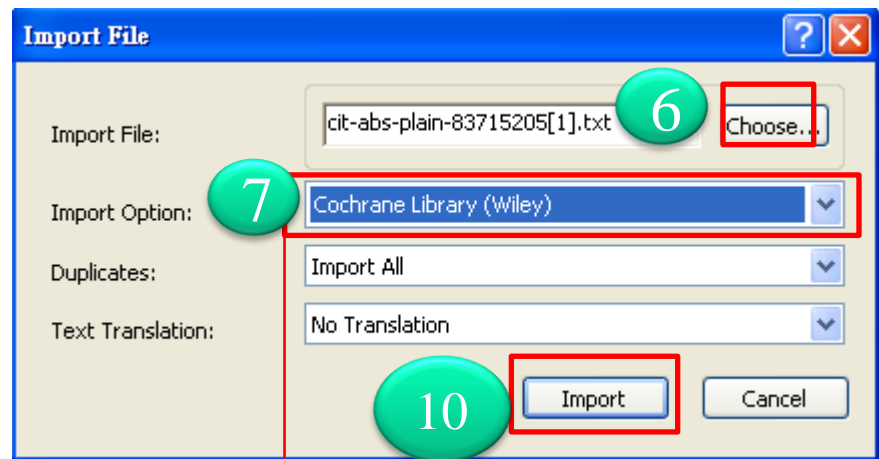 Import File
?
Import File: cit-abs-plain-83715205[1].txt 6 Choose...
7 Import Option: Cochrane Library (Wiley)
Duplicates: Import All
Text Translation: No Translation
10 Import Cancel